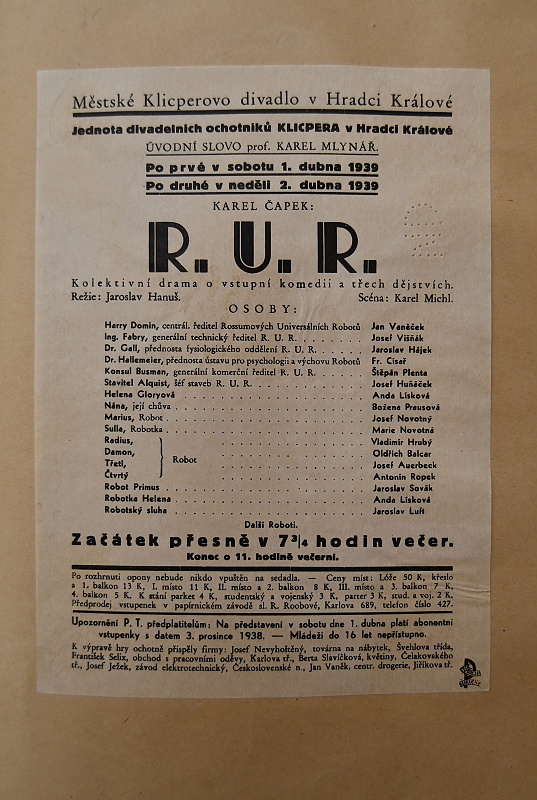 Městské Klicperovo divadlo v Hradci Králové
Jednota divadelních ochotníků KLICPERA v Hradci Králové
ÚVODNÍ SLOVO prof. KAREL MLYNÁŘ.
Po prvé v sobotu 1. dubna 1939
Po druhé v neděli 2. dubna 1939
KAREL ČAPEK:
R. U. R.
Kolektivní drama o vstupní komedii a třech dějstvích.
Režie: Jaroslav Hanuš. Scéna: Karel Michl.
OSOBY:
Harry Domin, centrál. ředitel Rossumových Universálních Robotů Jan Vaněček
Ing. Fabry, generální technický ředitel R. U. R. . . . . . . . . Josef Višňák
Dr. Gall, přednosta fysiologického oddělení R. U. R. . . . . . . Jaroslav Hájek
Dr. Hallemeier, přednosta ústavu pro psychologii a výchovu Robotů Fr. Císař
Konsul Busman, generální komerční ředitel R. U. R. . . . . . Štěpán Plenta
Stavitel Alquist, šéf staveb R. U. R. . . . . . . . . . . . Josef Huňáček
Helena Gloryová . . . . . . . . . . . . . . . . . Anda Lísková
Nána, její chůva . . . . . . . . . . . . . . . . . Božena Prausová
Marius, Robot . . . . . . . . . . . . . . . . . . Josef Novotný
Sulla, Robotka . . . . . . . . . . . . . . . . . . Marie Novotná
Radius, . . . . . . . . . . . . . . Vladimír Hrubý
Damon, . . . . . . . . . . . . . . Oldřich Balcar
Robot
Třetí, . . . . . . . . . . . . . . Josef Auerbeck
Čtvrtý . . . . . . . . . . . . . . Antonín Ropek
Robot Primus . . . . . . . . . . . . . . . . . . Jaroslav Sovák
Robotka Helena . . . . . . . . . . . . . . . . . Anda Lísková
Robotský sluha . . . . . . . . . . . . . . . . . Jaroslav Luft
Další Roboti.
Začátek přesně v 7 3/4 hodin večer.
Konec o 11. hodině večerní.
Po rozhrnutí opony nebude nikdo vpuštěn na sedadla. — Ceny míst: Lóže 50 K, křeslo
a 1. balkon 13 K, I. místo 11 K, II. místo a 2. balkon 8 K, III. místo a 3. balkon 7 K,
4. balkon 5 K. K stání parket 4 K, studentský a vojenský 3 K, parter 3 K, stud. a voj. 2 K.
Předprodej vstupenek v papírnickém závodě sl. R. Roobové, Karlova 689, telefon číslo 427.
Upozornění P. T. předplatitelům: Na představení v sobotu dne 1. dubna platí abonentní
vstupenky s datem 3. prosince 1938. — Mládeži do 16 let nepřístupno.
K výpravě hry ochotně přispěly firmy: Josef Nevyhoštěný, továrna na nábytek, Švehlova třída,
František Selix, obchod s pracovními oděvy, Karlova tř., Berta Slavíčková, květiny, Čelakovského
tř., Josef Ježek, závod elektrotechnický, Československé n., Jan Vaněk, centr. drogerie, Jiříkova tř.